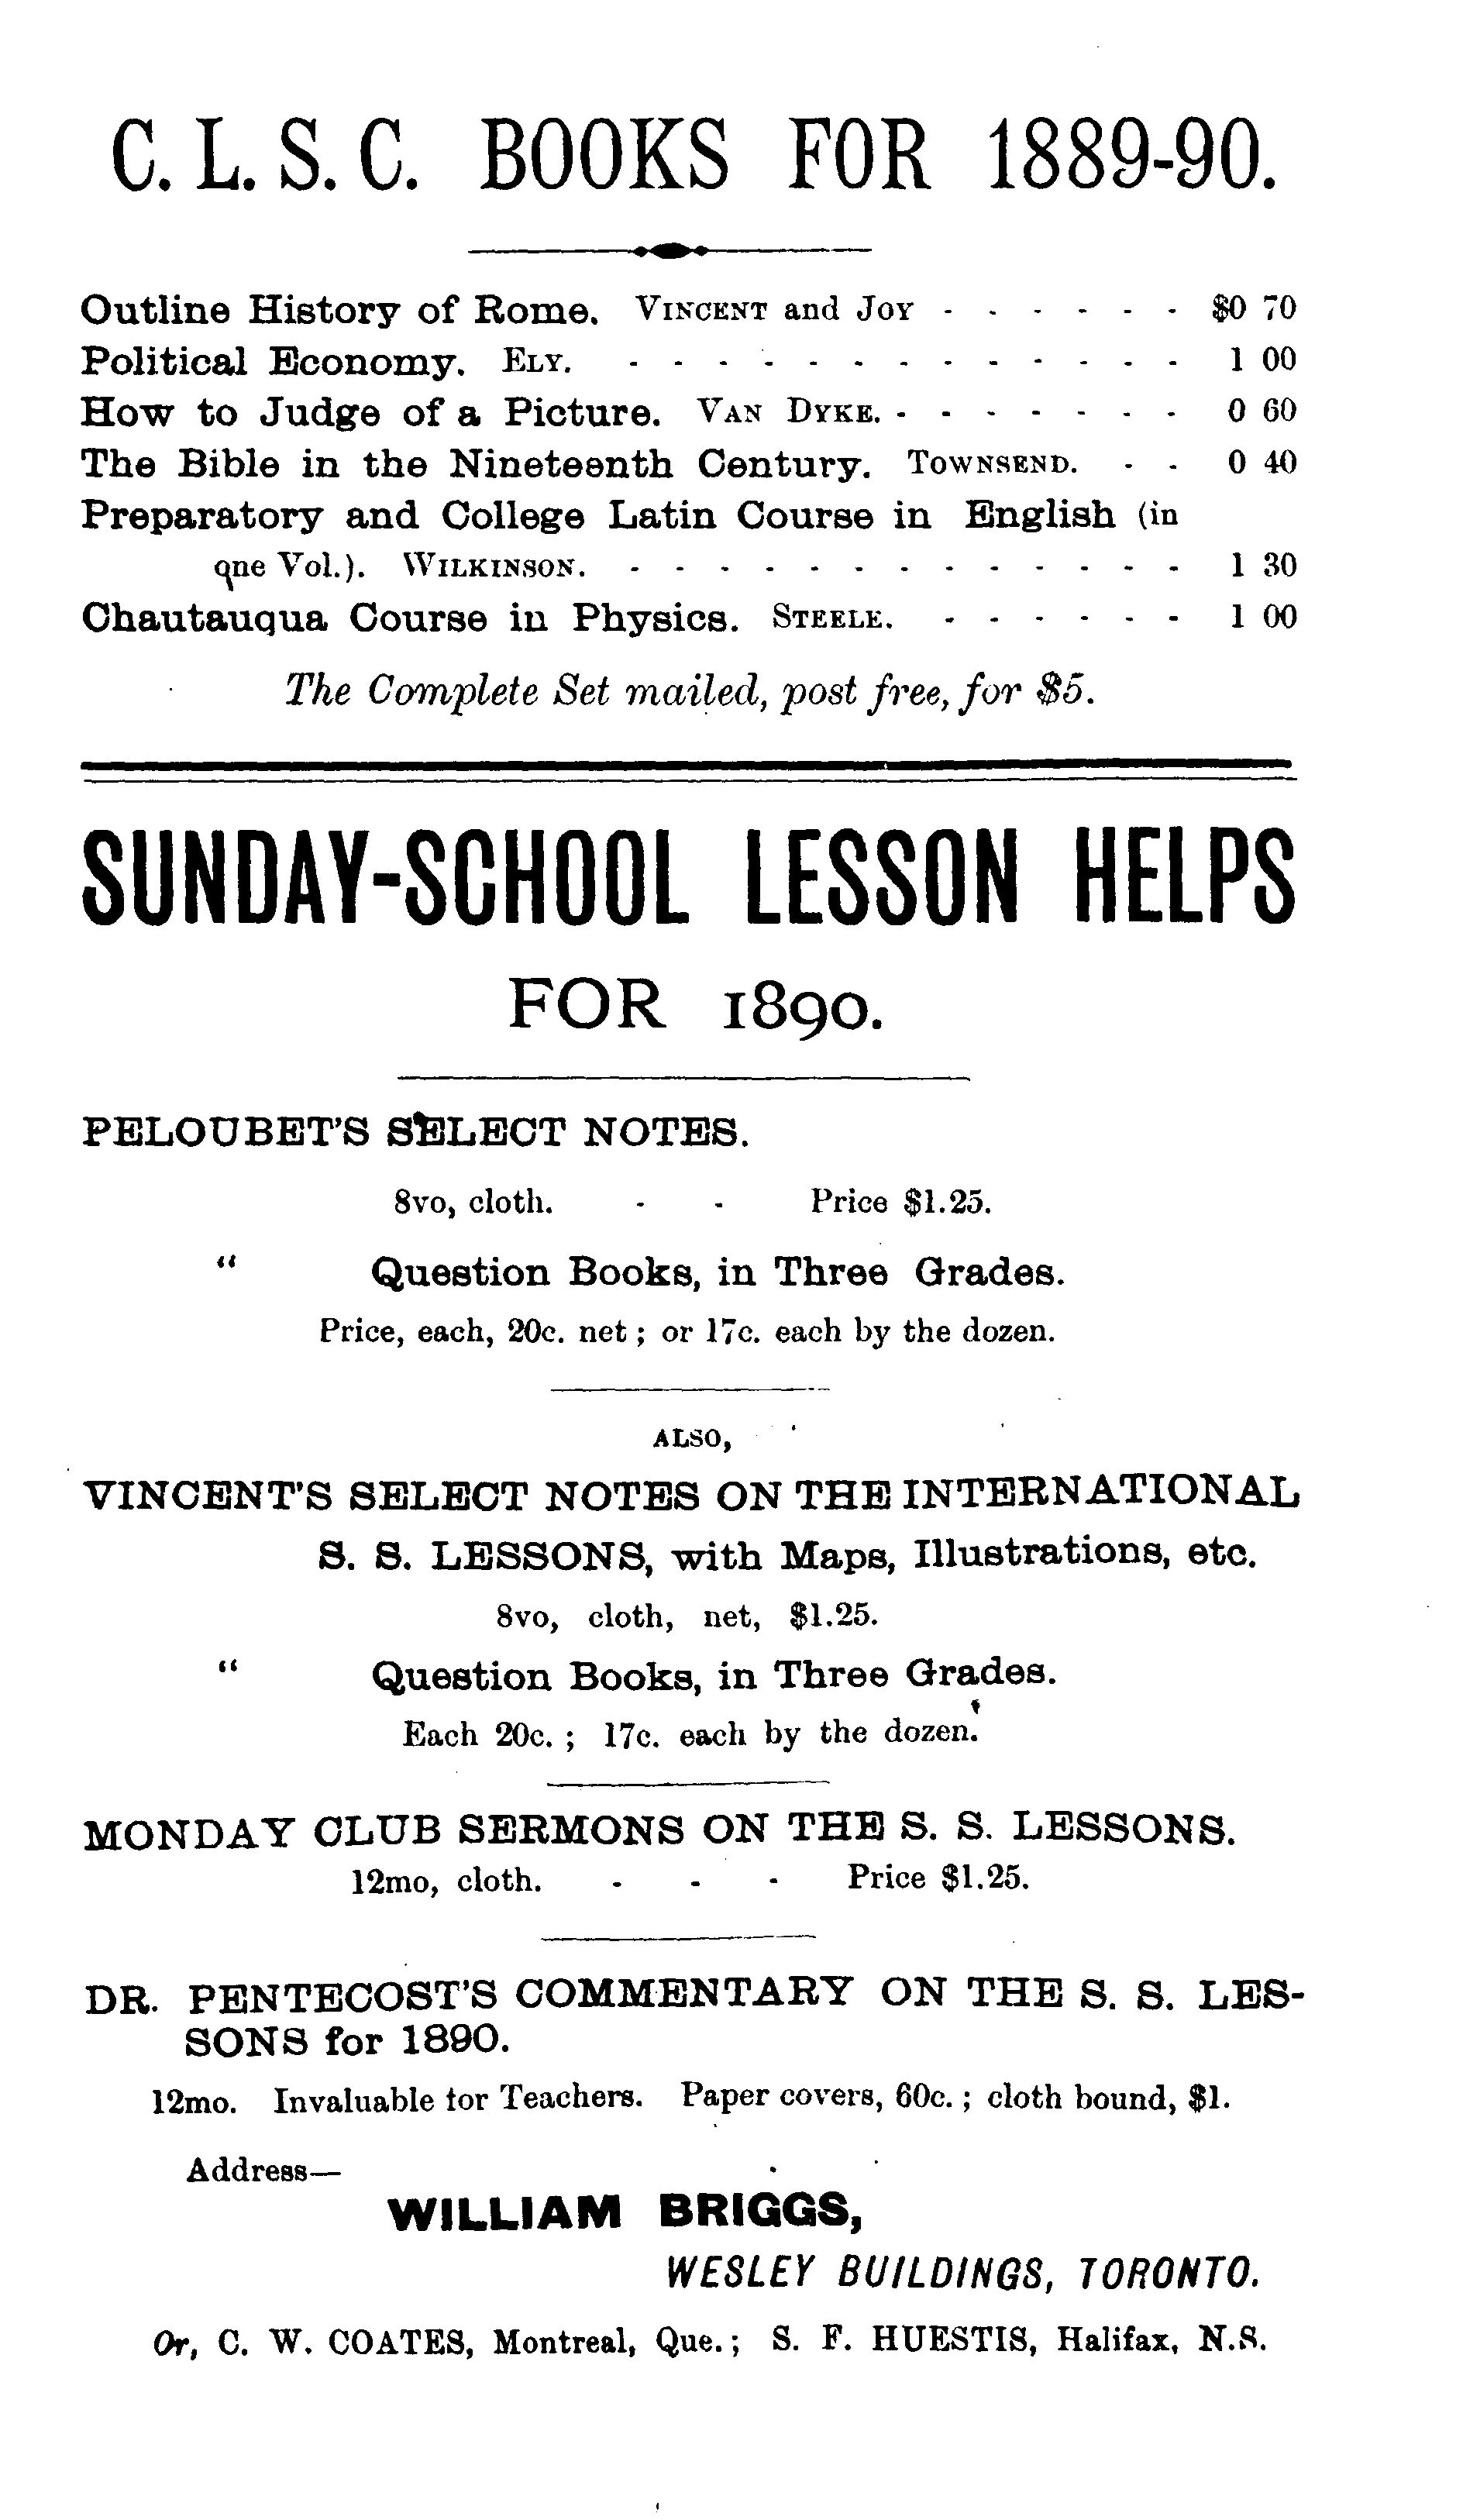 C. L. S. C. BOOKS FOR 1889-90.
Outline History of Rome. VINCENT and JOY - - - - - - $0 70
Political Economy. ELY. - - - - - - - - - - - - - 1 00
How to Judge of a Picture. VAN DYKE. - - - - - - - 0 60
The Bible in the Nineteenth Century. TOWNSEND. - - 0 40
Preparatory and College Latin Course in English (in
one Vol.). WILKINSON. - - - - - - - - - - - - - 1 30
Chautauqua Course in Physics. STEELE. - - - - - - 1 00
The Complete Set mailed, post free, for $5.
SUNDAY-SCHOOL LESSON HELPS
FOR 1890.
PELOUBET'S SELECT NOTES.
8vo, cloth. - - Price $1.25.
" Question Books, in Three Grades.
Price, each, 20c. net ; or 17c. each by the dozen.
ALSO,
VINCENT'S SELECT NOTES ON THE INTERNATIONAL
S. S. LESSONS, with Maps, Illustrations, etc.
8vo, cloth, net, $1.25.
" Question Books, in Three Grades.
Each 20c. ; 17c. each by the dozen.
MONDAY CLUB SERMONS ON THE S. S. LESSONS.
12mo, cloth. - - - Price $1.25.
DR. PENTECOST'S COMMENTARY ON THE S. S. LES-
SONS for 1890.
12mo. Invaluable for Teachers. Paper covers, 60c. ; cloth bound, $1.
Address—
WILLIAM BRIGGS,
WESLEY BUILDINGS, TORONTO.
Or, C. W. COATES, Montreal, Que. ; S. F. HUESTIS, Halifax, N.S.